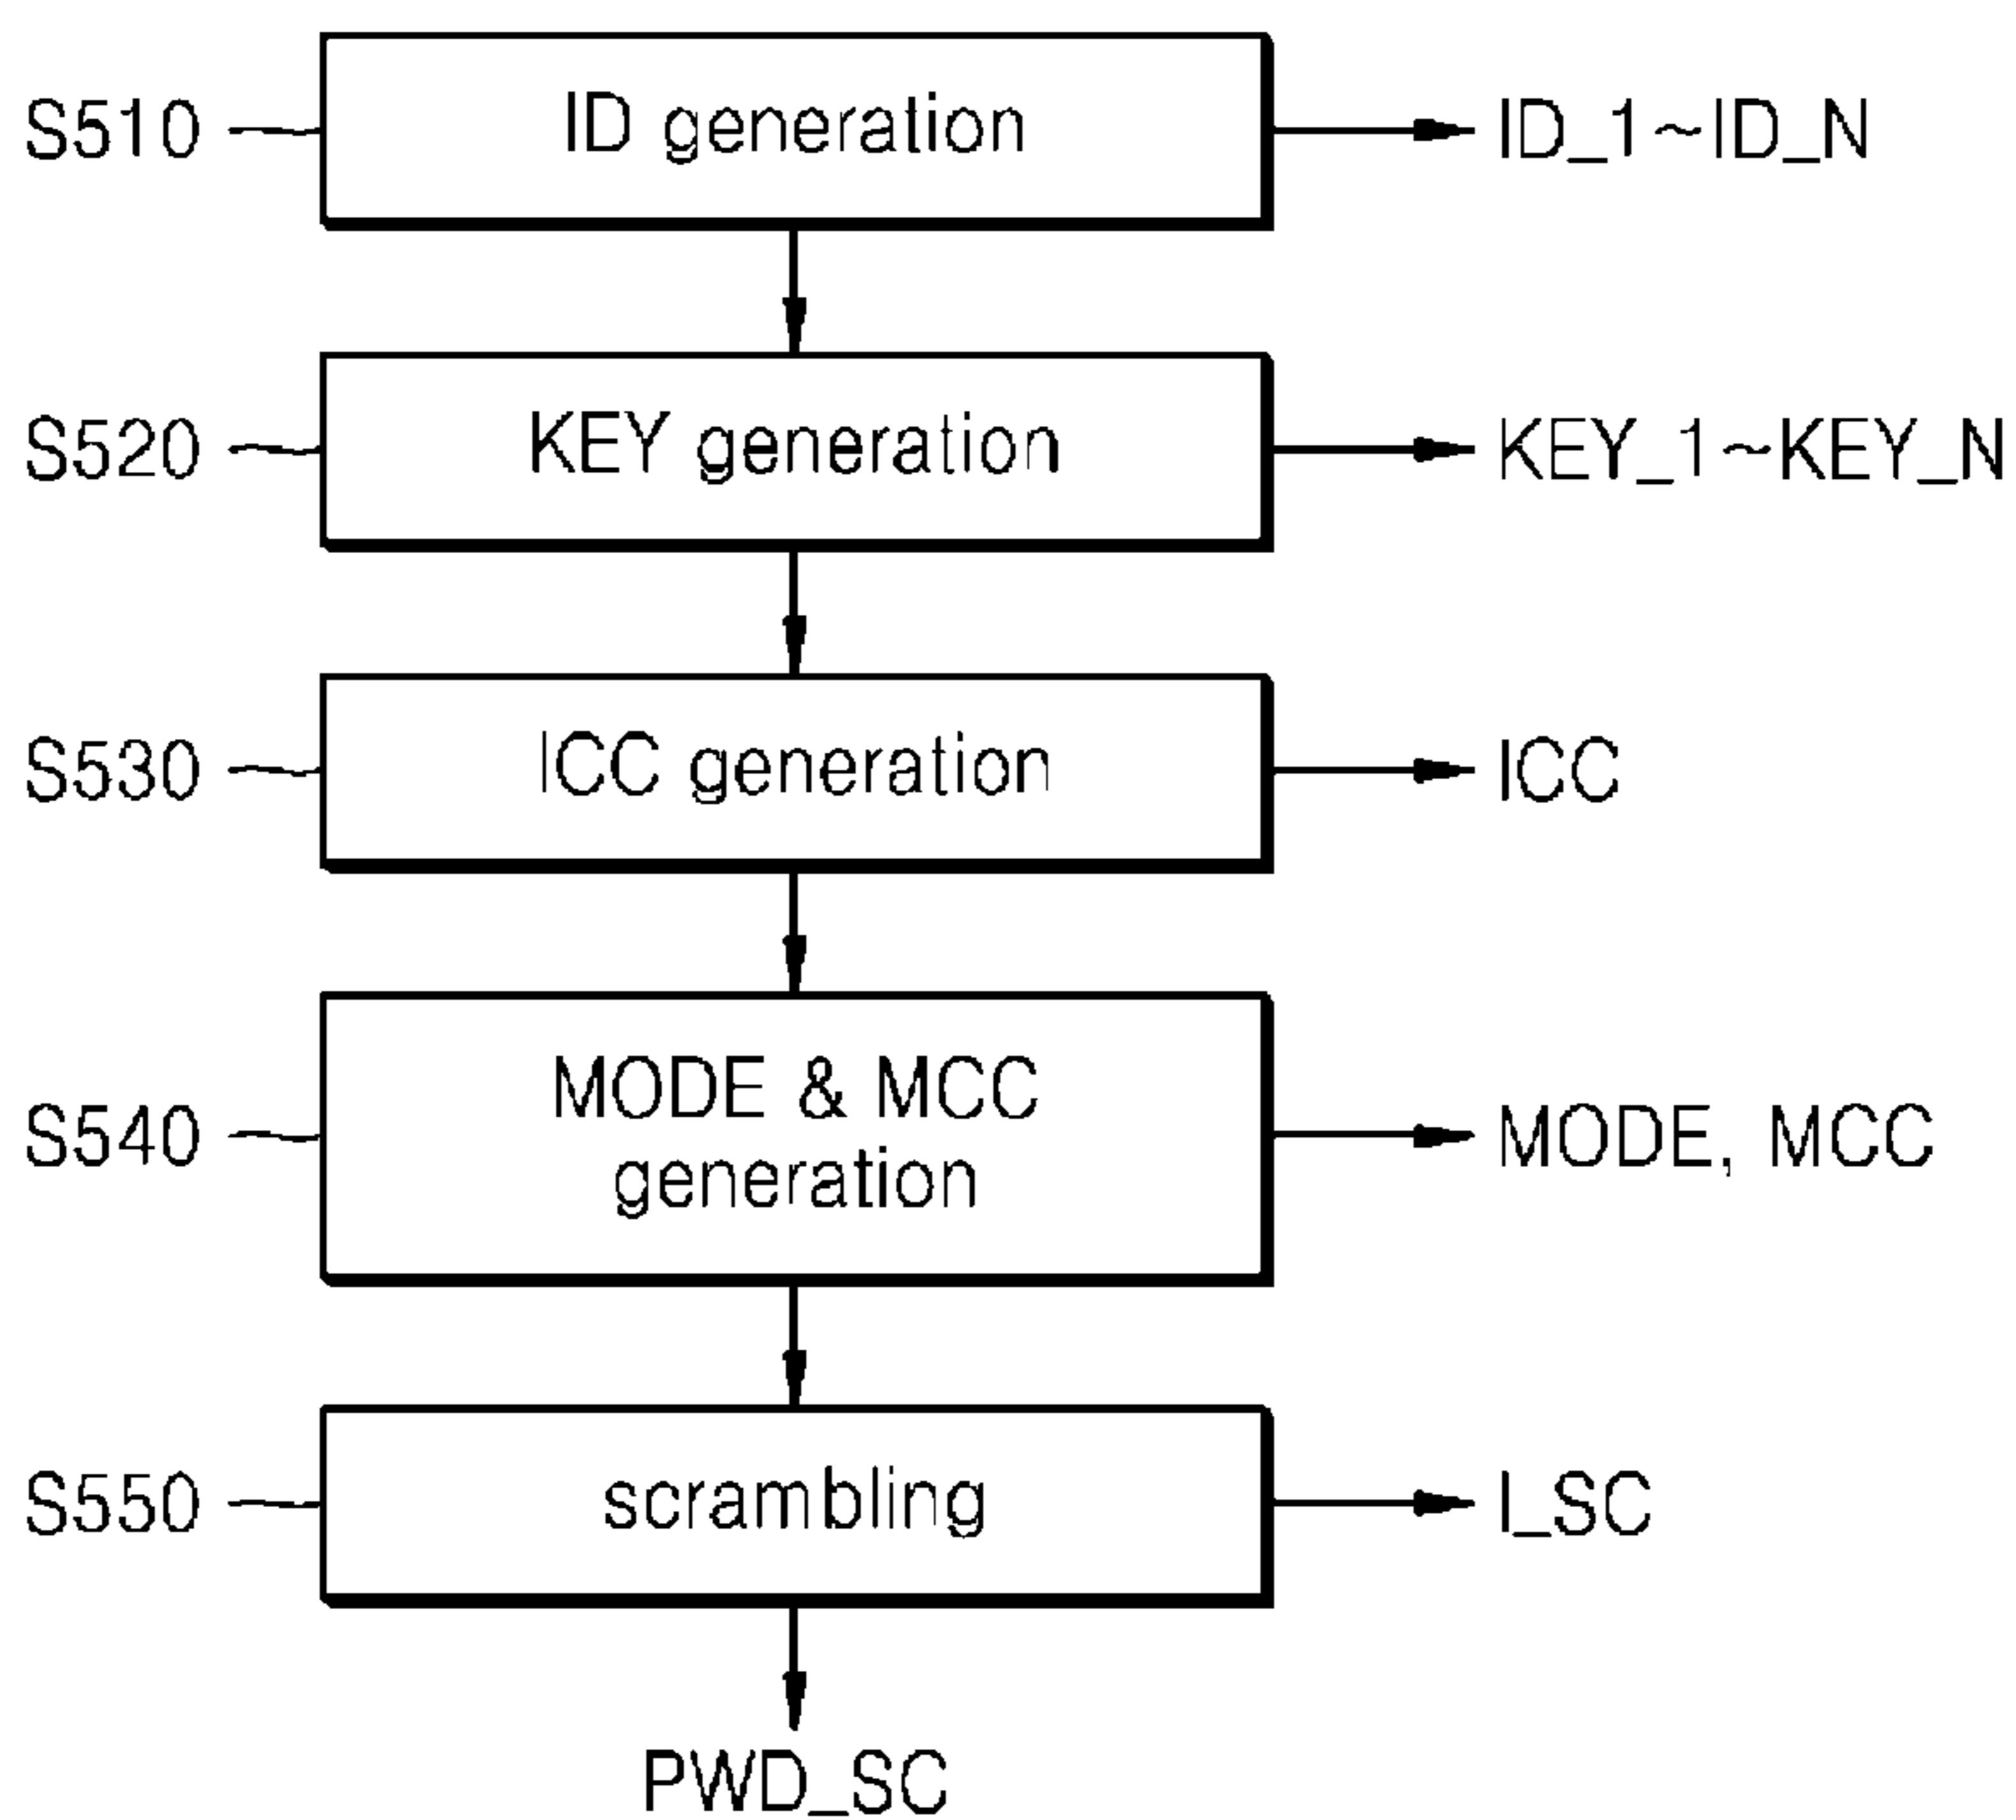 S510 ID generation ID_1~ID_N
S520 KEY generation KEY_1~KEY_N
S530 ICC generation ICC
MODE & MCC
S540 generation MODE, MCC
S550 scrambling I_SC
PWD_SC